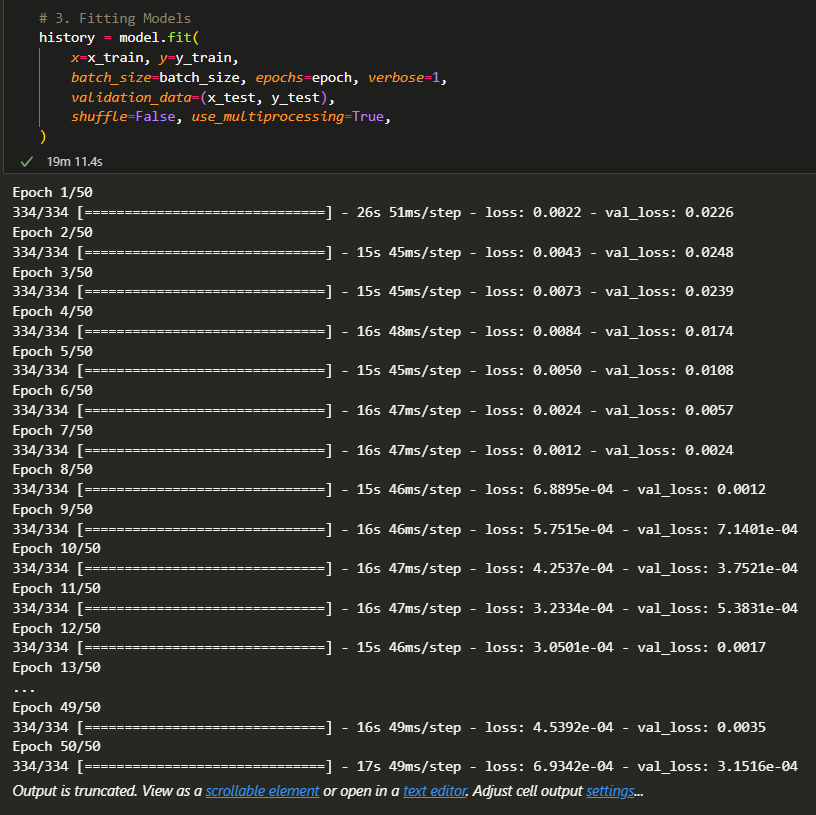 # 3. Fitting Models
history = model.fit(
x=x_train, y=y_train,
batch_size=batch_size, epochs=epoch, verbose=1,
validation_data=(x_test, y_test),
shuffle=False, use_multiprocessing=True,
)
19m 11.4s
Epoch 1/50
334/334 [==============================] - 26s 51ms/step - loss: 0.0022 - val_loss: 0.0226
Epoch 2/50
334/334 [==============================] - 15s 45ms/step - loss: 0.0043 - val_loss: 0.0248
Epoch 3/50
334/334 [==============================] - 15s 45ms/step - loss: 0.0073 - val_loss: 0.0239
Epoch 4/50
334/334 [==============================] - 16s 48ms/step - loss: 0.0084 - val_loss: 0.0174
Epoch 5/50
334/334 [==============================] - 15s 45ms/step - loss: 0.0050 - val_loss: 0.0108
Epoch 6/50
334/334 [==============================] - 16s 47ms/step - loss: 0.0024 - val_loss: 0.0057
Epoch 7/50
334/334 [==============================] - 16s 47ms/step - loss: 0.0012 - val_loss: 0.0024
Epoch 8/50
334/334 [==============================] - 15s 46ms/step - loss: 6.8895e-04 - val_loss: 0.0012
Epoch 9/50
334/334 [==============================] - 16s 46ms/step - loss: 5.7515e-04 - val_loss: 7.1401e-04
Epoch 10/50
334/334 [==============================] - 16s 47ms/step - loss: 4.2537e-04 - val_loss: 3.7521e-04
Epoch 11/50
334/334 [==============================] - 16s 47ms/step - loss: 3.2334e-04 - val_loss: 5.3831e-04
Epoch 12/50
334/334 [==============================] - 15s 46ms/step - loss: 3.0501e-04 - val_loss: 0.0017
Epoch 13/50
...
Epoch 49/50
334/334 [==============================] - 16s 49ms/step - loss: 4.5392e-04 - val_loss: 0.0035
Epoch 50/50
334/334 [==============================] - 17s 49ms/step - loss: 6.9342e-04 - val_loss: 3.1516e-04
Output is truncated. View as a scrollable element or open in a text editor. Adjust cell output settings...